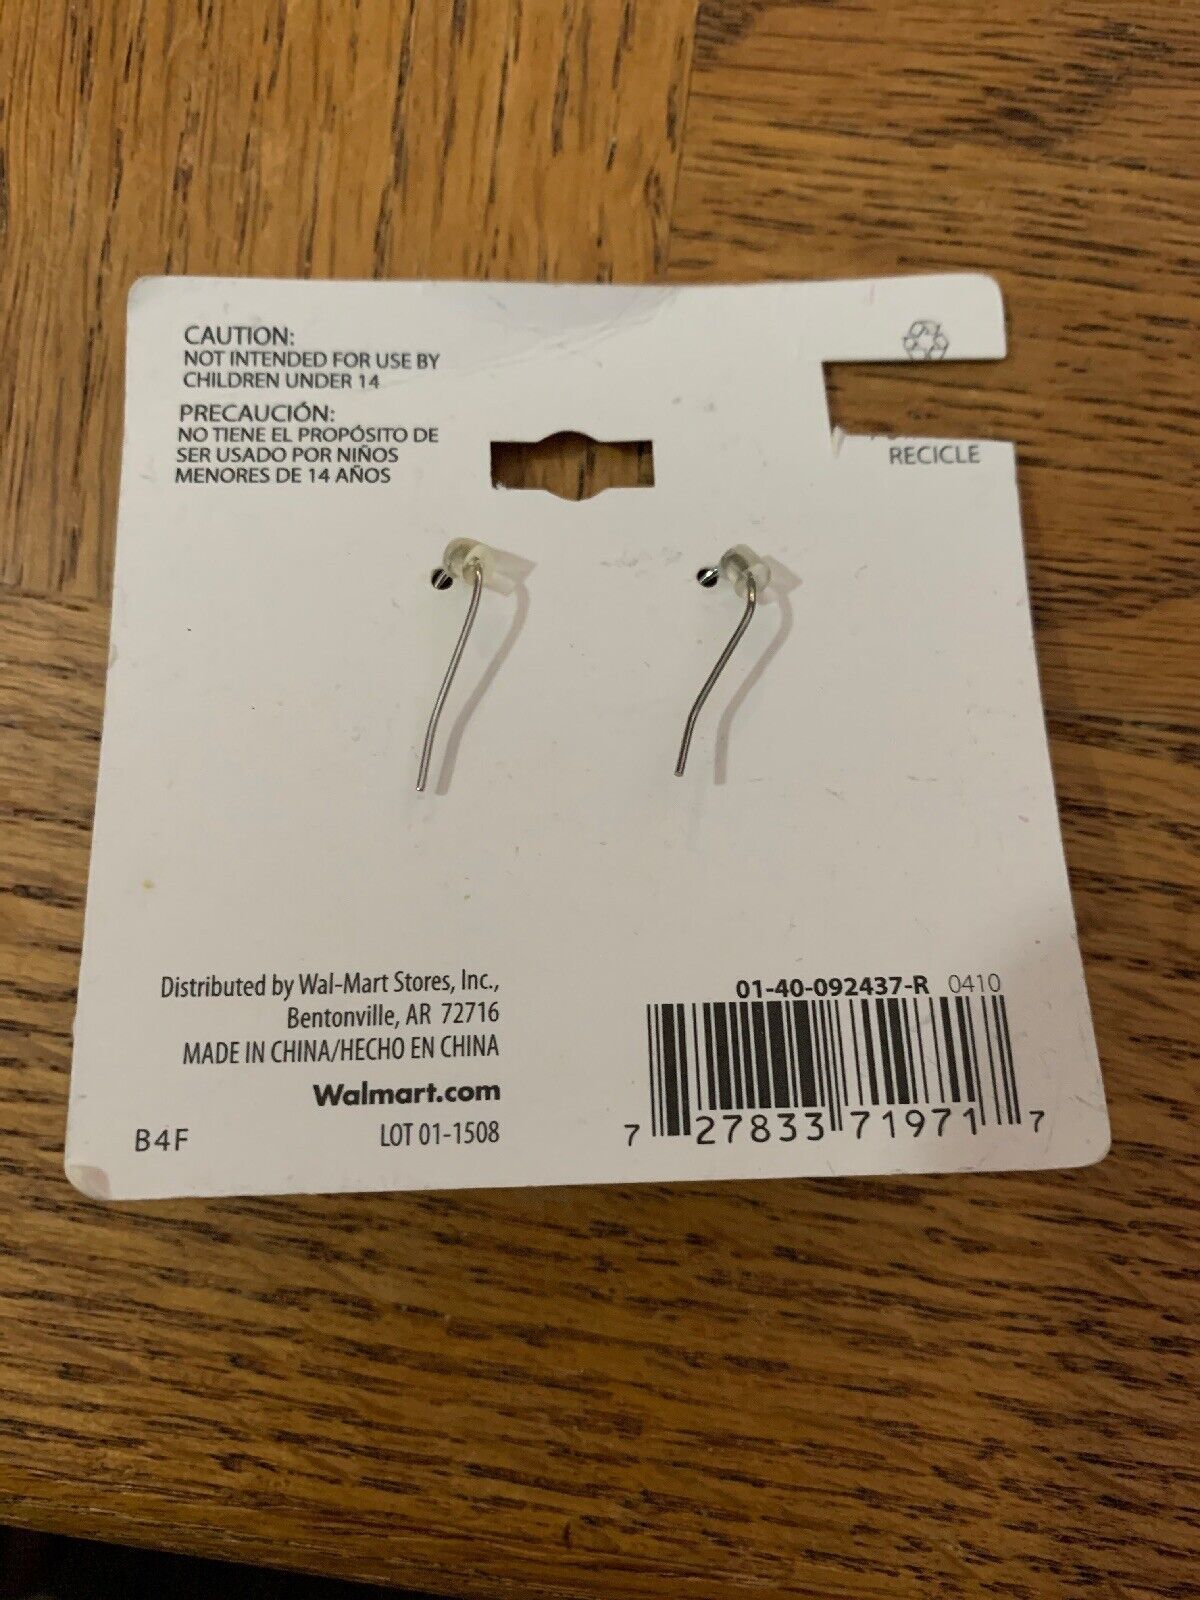 CAUTION:
NOT INTENDED FOR USE BY
CHILDREN UNDER 14
PRECAUCIÓN:
NO TIENE EL PROPÓSITO DE
SER USADO POR NIÑOS
MENORES DE 14 AÑOS
RECICLE
Distributed by Wal-Mart Stores, Inc.,
Bentonville, AR 72716
MADE IN CHINA/HECHO EN CHINA
Walmart.com
B4F LOT 01-1508
01-40-092437-R 0410
7 27833 71971 7